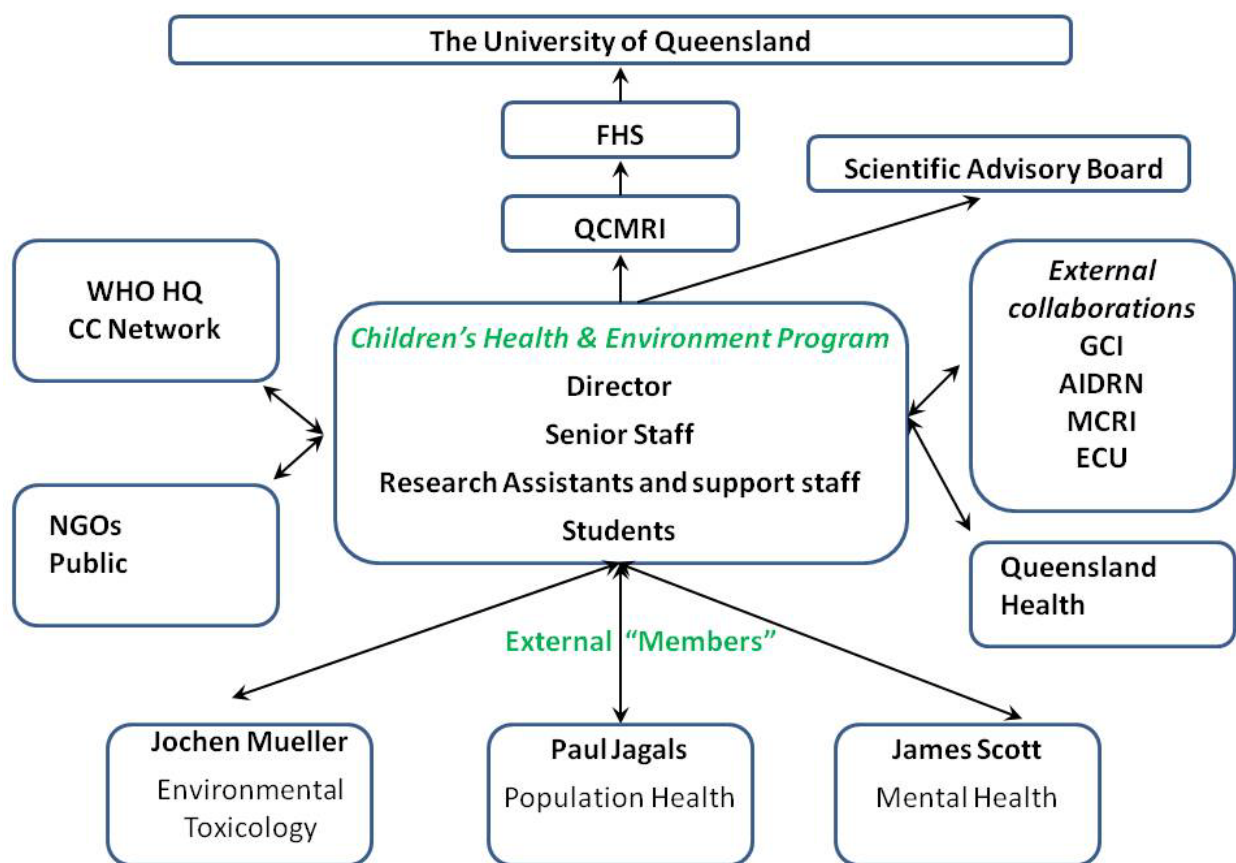 The University of Queensland
FHS
Scientific Advisory Board
QCMRI
WHO HQ
CC Network
External
collaborations
GCI
AIDRN
MCRI
ECU
Children’s Health & Environment Program
Director
Senior Staff
Research Assistants and support staff
Students
NGOs
Public
Queensland
Health
External “Members”
Jochen Mueller
Environmental
Toxicology
Paul Jagals
Population Health
James Scott
Mental Health